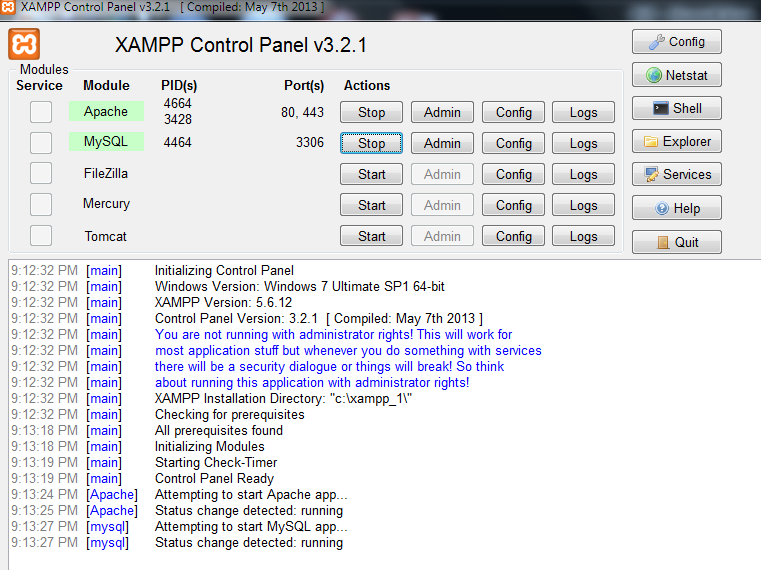 XAMPP Control Panel v3.2.1 [ Compiled: May 7th 2013 ]
XAMPP Control Panel v3.2.1
Config
Modules
Service Module PID(s) Port(s) Actions
Netstat
Apache 4664 3428 80, 443 Stop Admin Config Logs
Shell
MySQL 4464 3306 Stop Admin Config Logs
Explorer
FileZilla Start Admin Config Logs
Services
Mercury Start Admin Config Logs
Help
Tomcat Start Admin Config Logs
Quit
9:12:32 PM [main] Initializing Control Panel
9:12:32 PM [main] Windows Version: Windows 7 Ultimate SP1 64-bit
9:12:32 PM [main] XAMPP Version: 5.6.12
9:12:32 PM [main] Control Panel Version: 3.2.1 [ Compiled: May 7th 2013 ]
9:12:32 PM [main] You are not running with administrator rights! This will work for
9:12:32 PM [main] most application stuff but whenever you do something with services
9:12:32 PM [main] there will be a security dialogue or things will break! So think
9:12:32 PM [main] about running this application with administrator rights!
9:12:32 PM [main] XAMPP Installation Directory: "c:\xampp_1\"
9:12:32 PM [main] Checking for prerequisites
9:13:18 PM [main] All prerequisites found
9:13:18 PM [main] Initializing Modules
9:13:19 PM [main] Starting Check-Timer
9:13:19 PM [main] Control Panel Ready
9:13:24 PM [Apache] Attempting to start Apache app...
9:13:25 PM [Apache] Status change detected: running
9:13:27 PM [mysql] Attempting to start MySQL app...
9:13:27 PM [mysql] Status change detected: running